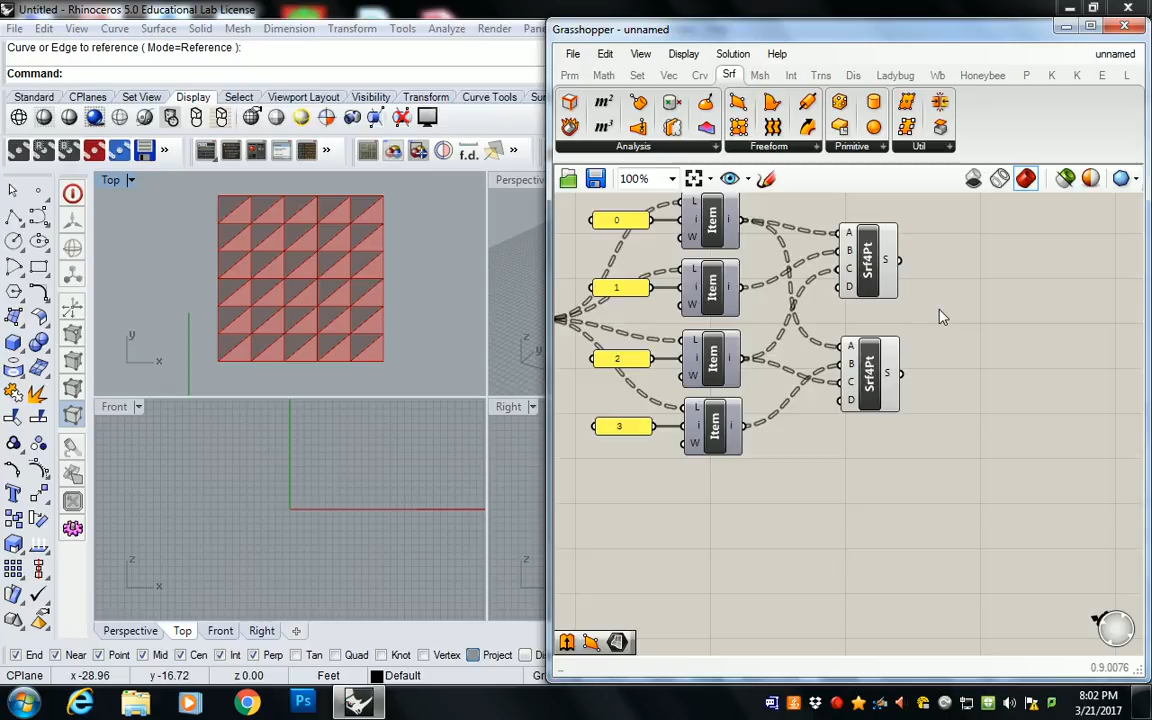 Untitled - Rhinoceros 5.0 Educational Lab License
File Edit View Curve Surface Solid Mesh Dimension Transform Tools Analyze Render Panels
Curve or Edge to reference ( Mode=Reference ):
Command:
Standard CPlanes Set View Display Select Viewport Layout Visibility Transform Curve Tools
f.d.
Top
y
x
Perspective
z
y
Front
z
x
Right
z
Perspective Top Front Right
End Near Point Mid Cen Int Perp Tan Quad Knot Vertex Project
CPlane x -28.96 y -16.72 z 0.00 Feet Default
Grasshopper - unnamed
File Edit View Display Solution Help unnamed
Prm Math Set Vec Crv Srf Msh Int Trns Dis Ladybug Wb Honeybee P K K E L
m²
m³
Analysis Freeform Primitive Util
100%
0
L
i
W
Item
i
1
L
i
W
Item
i
2
L
i
W
Item
i
3
L
i
W
Item
i
A
B
C
D
Srf4Pt
S
A
B
C
D
Srf4Pt
S
0.9.0076
Ps
8:02 PM
3/21/2017